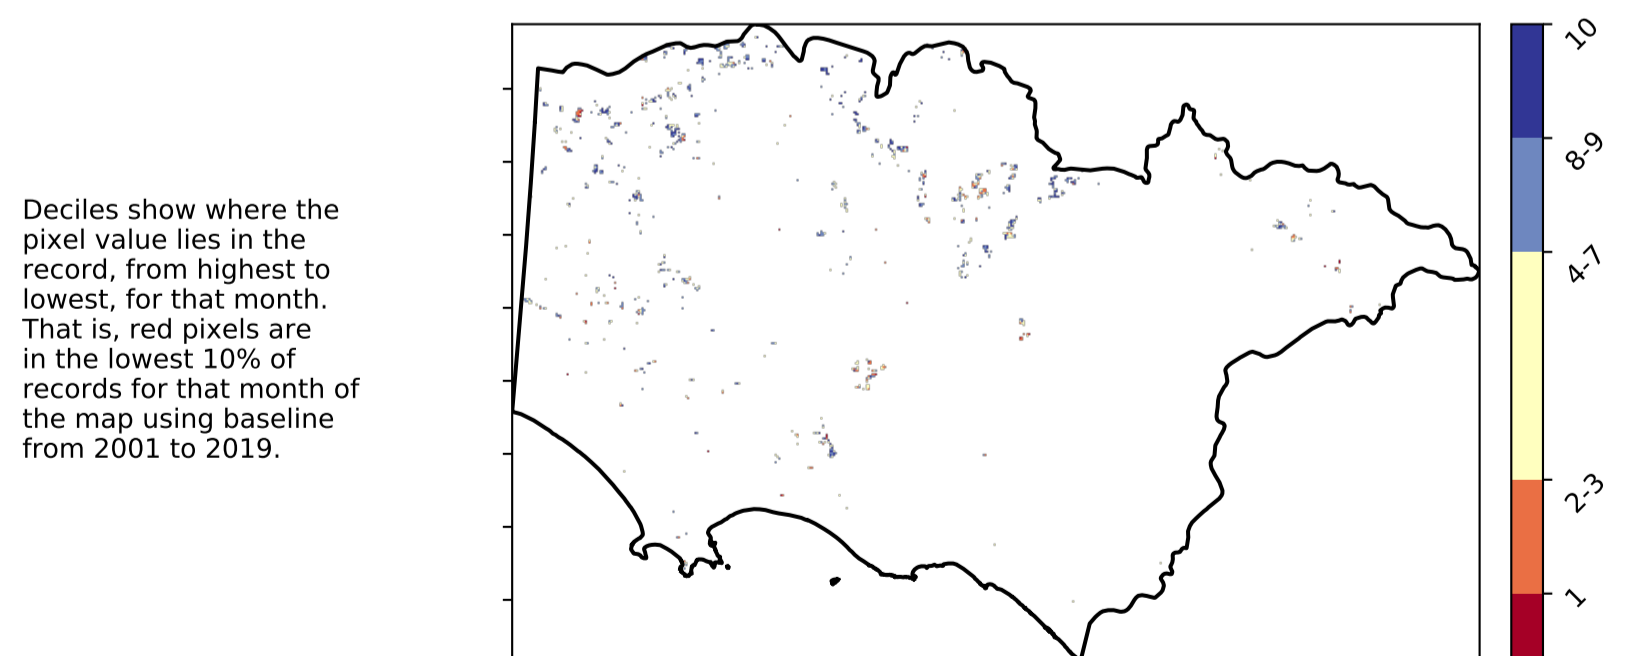 Deciles show where the
pixel value lies in the
record, from highest to
lowest, for that month.
That is, red pixels are
in the lowest 10% of
records for that month of
the map using baseline
from 2001 to 2019.
10
8-9
4-7
2-3
1